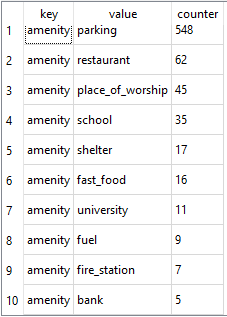 key value counter
1 amenity parking 548
2 amenity restaurant 62
3 amenity place_of_worship 45
4 amenity school 35
5 amenity shelter 17
6 amenity fast_food 16
7 amenity university 11
8 amenity fuel 9
9 amenity fire_station 7
10 amenity bank 5